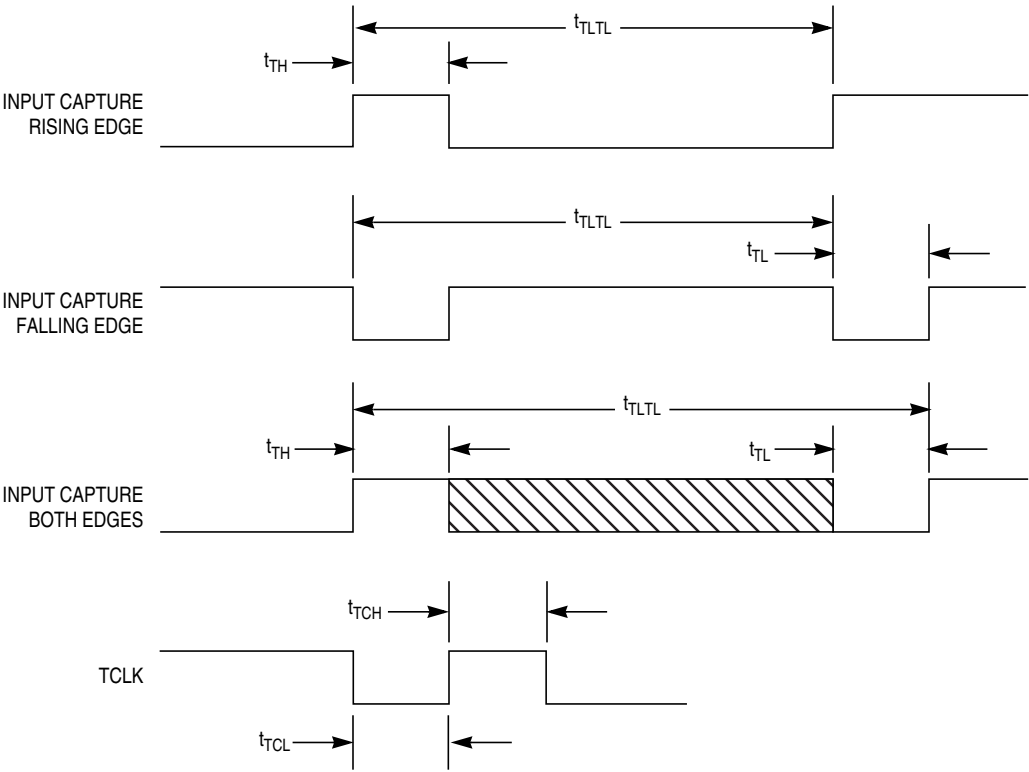 tTLTL
tTH
INPUT CAPTURE
RISING EDGE
tTLTL
tTL
INPUT CAPTURE
FALLING EDGE
tTLTL
tTH
tTL
INPUT CAPTURE
BOTH EDGES
tTCH
TCLK
tTCL